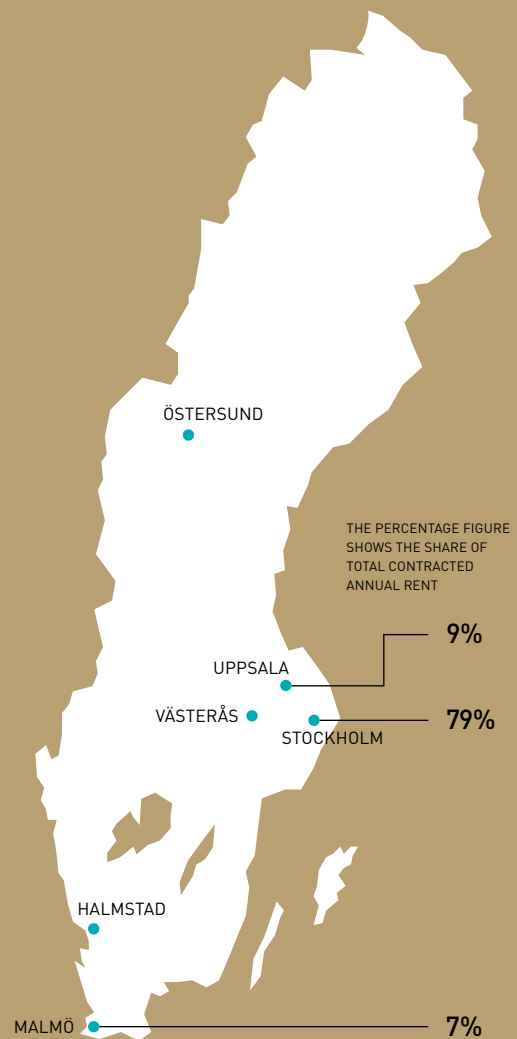 ÖSTERSUND
THE PERCENTAGE FIGURE
SHOWS THE SHARE OF
TOTAL CONTRACTED
ANNUAL RENT
9%
UPPSALA
VÄSTERÅS
79%
STOCKHOLM
HALMSTAD
MALMÖ
7%